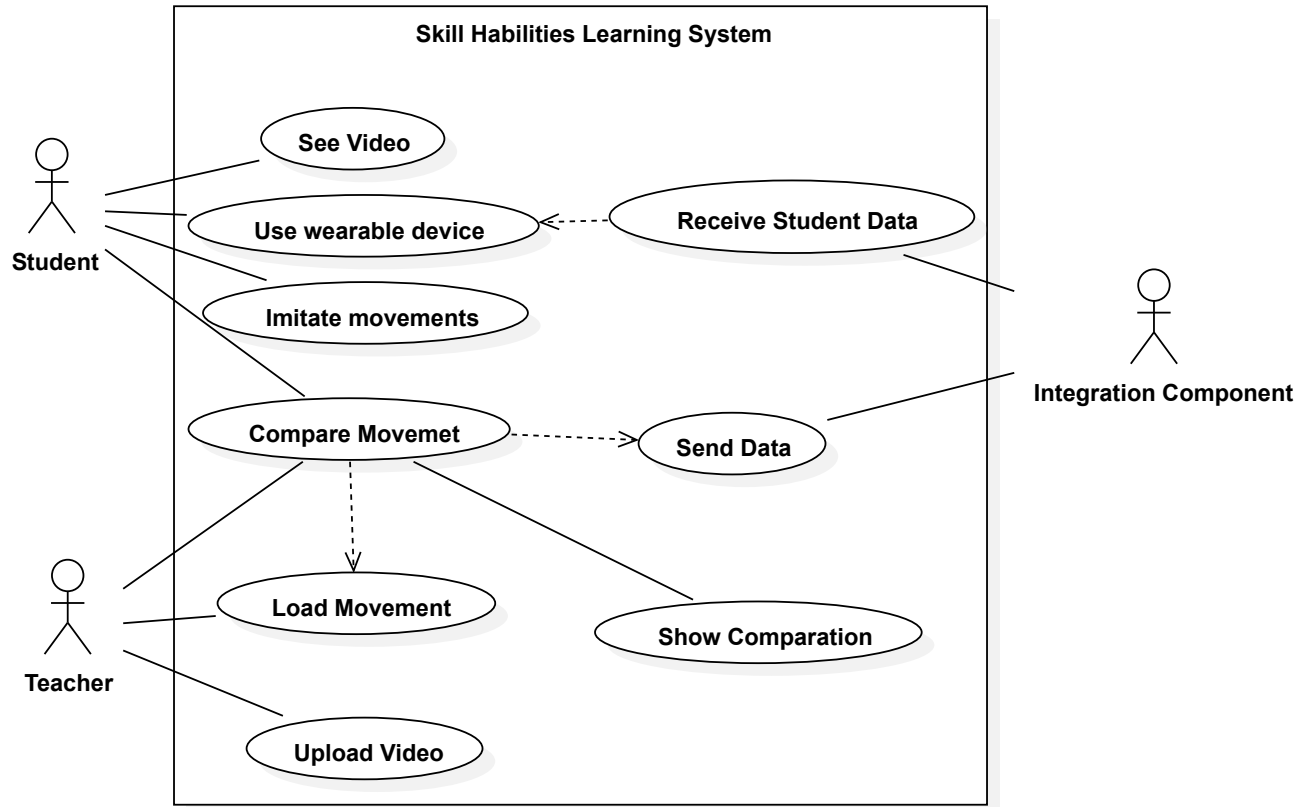 Skill Habilities Learning System
See Video
Use wearable device
Receive Student Data
Student
Imitate movements
Integration Component
Compare Movemet
Send Data
Load Movement
Show Comparation
Teacher
Upload Video